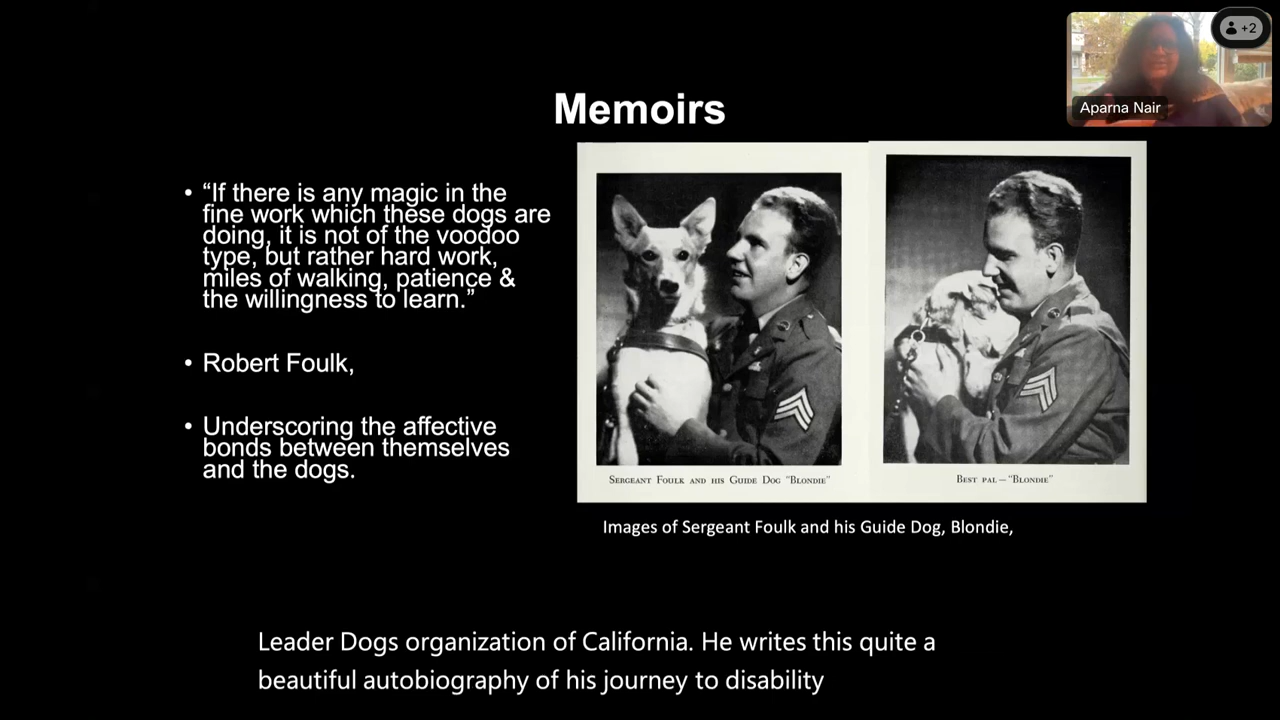 +2
Aparna Nair
Memoirs
• “If there is any magic in the
fine work which these dogs are
doing, it is not of the voodoo
type, but rather hard work,
miles of walking, patience &
the willingness to learn.”
• Robert Foulk,
• Underscoring the affective
bonds between themselves
and the dogs.
Sergeant Foulk and his Guide Dog "Blondie"
Best pal—"Blondie"
Images of Sergeant Foulk and his Guide Dog, Blondie,
Leader Dogs organization of California. He writes this quite a
beautiful autobiography of his journey to disability